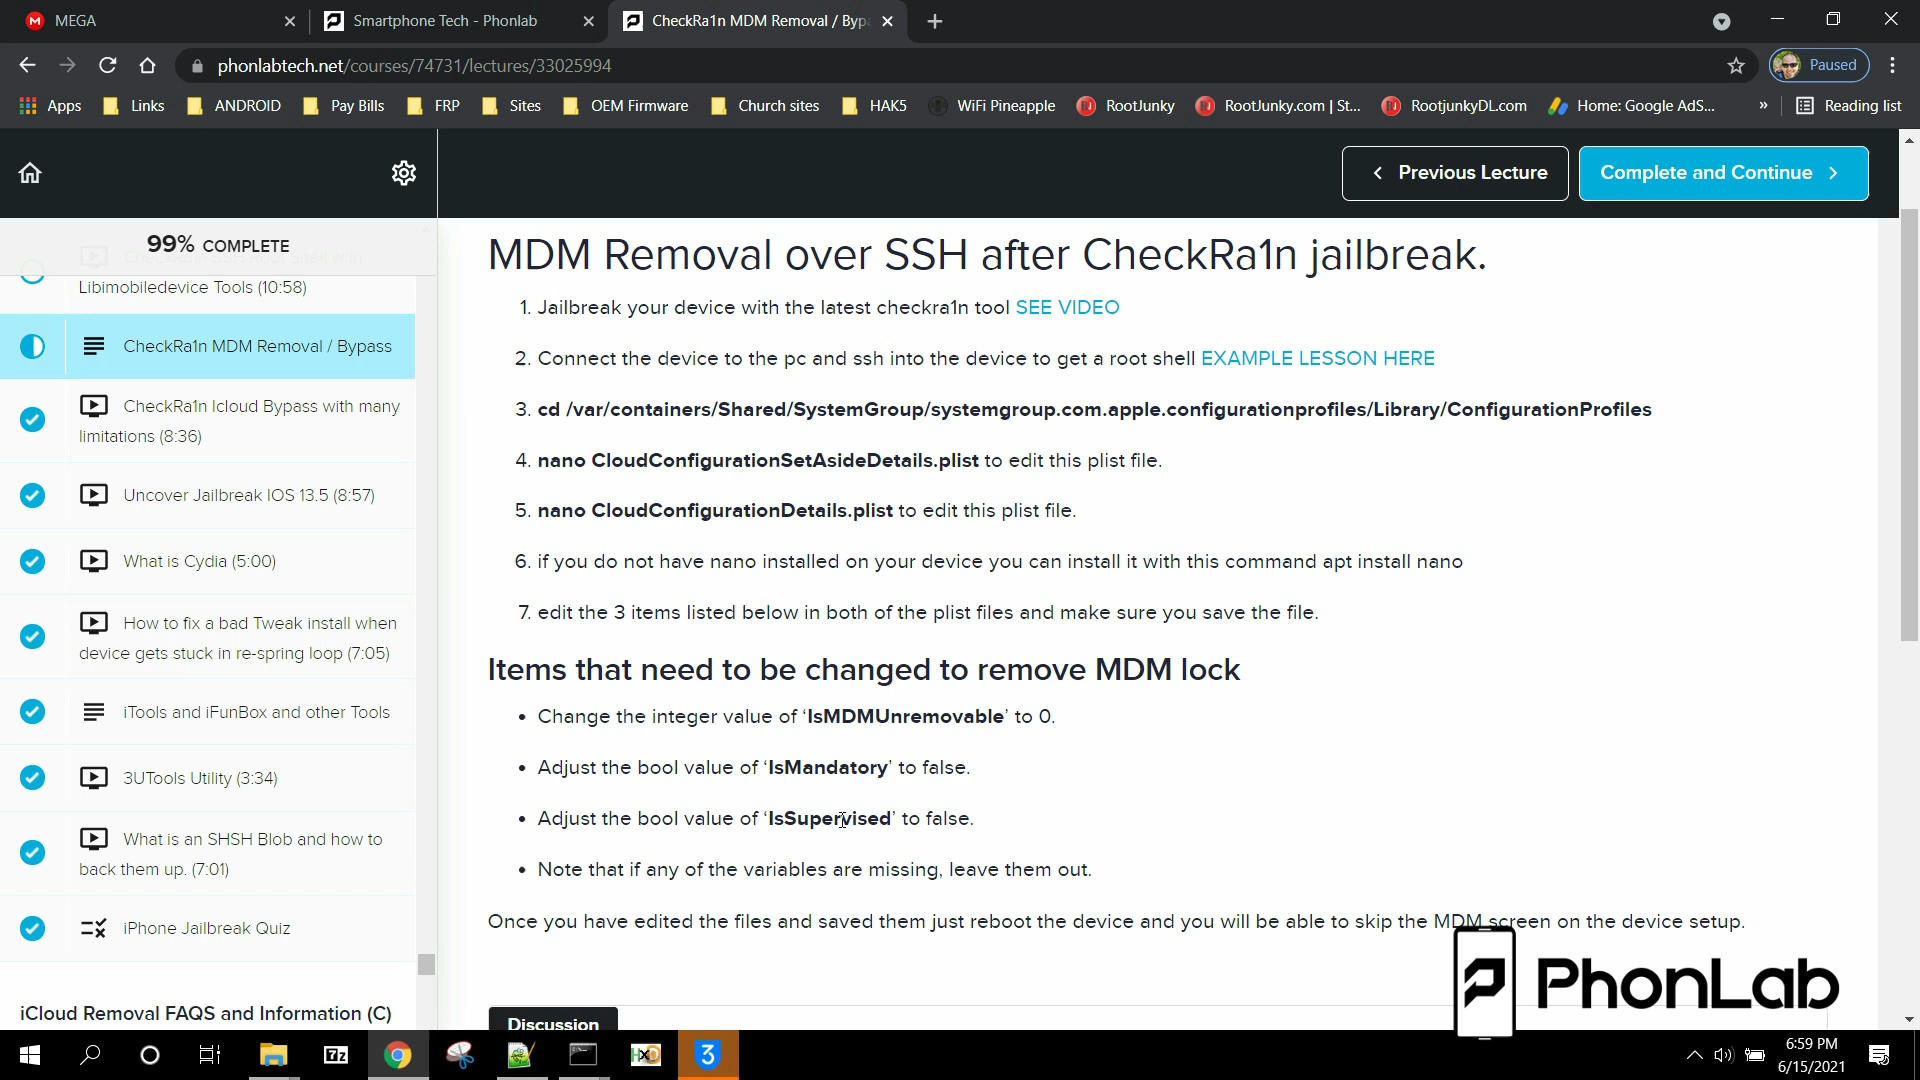 MEGA
Smartphone Tech - Phonlab
CheckRa1n MDM Removal / Byp
phonlabtech.net/courses/74731/lectures/33025994
Paused
Apps
Links
ANDROID
Pay Bills
FRP
Sites
OEM Firmware
Church sites
HAK5
WiFi Pineapple
RootJunky
RootJunky.com | St...
RootjunkyDL.com
Home: Google AdS...
»
Reading list
Previous Lecture
Complete and Continue
99% COMPLETE
Libimobiledevice Tools (10:58)
CheckRa1n MDM Removal / Bypass
CheckRa1n Icloud Bypass with many
limitations (8:36)
Uncover Jailbreak IOS 13.5 (8:57)
What is Cydia (5:00)
How to fix a bad Tweak install when
device gets stuck in re-spring loop (7:05)
iTools and iFunBox and other Tools
3UTools Utility (3:34)
What is an SHSH Blob and how to
back them up. (7:01)
iPhone Jailbreak Quiz
iCloud Removal FAQS and Information (C)
MDM Removal over SSH after CheckRa1n jailbreak.
1. Jailbreak your device with the latest checkra1n tool SEE VIDEO
2. Connect the device to the pc and ssh into the device to get a root shell EXAMPLE LESSON HERE
3. cd /var/containers/Shared/SystemGroup/systemgroup.com.apple.configurationprofiles/Library/ConfigurationProfiles
4. nano CloudConfigurationSetAsideDetails.plist to edit this plist file.
5. nano CloudConfigurationDetails.plist to edit this plist file.
6. if you do not have nano installed on your device you can install it with this command apt install nano
7. edit the 3 items listed below in both of the plist files and make sure you save the file.
Items that need to be changed to remove MDM lock
• Change the integer value of ‘IsMDMUnremovable’ to 0.
• Adjust the bool value of ‘IsMandatory’ to false.
• Adjust the bool value of ‘IsSupervised’ to false.
• Note that if any of the variables are missing, leave them out.
Once you have edited the files and saved them just reboot the device and you will be able to skip the MDM screen on the device setup.
PhonLab
Discussion
7z
HxD
3
6:59 PM
6/15/2021